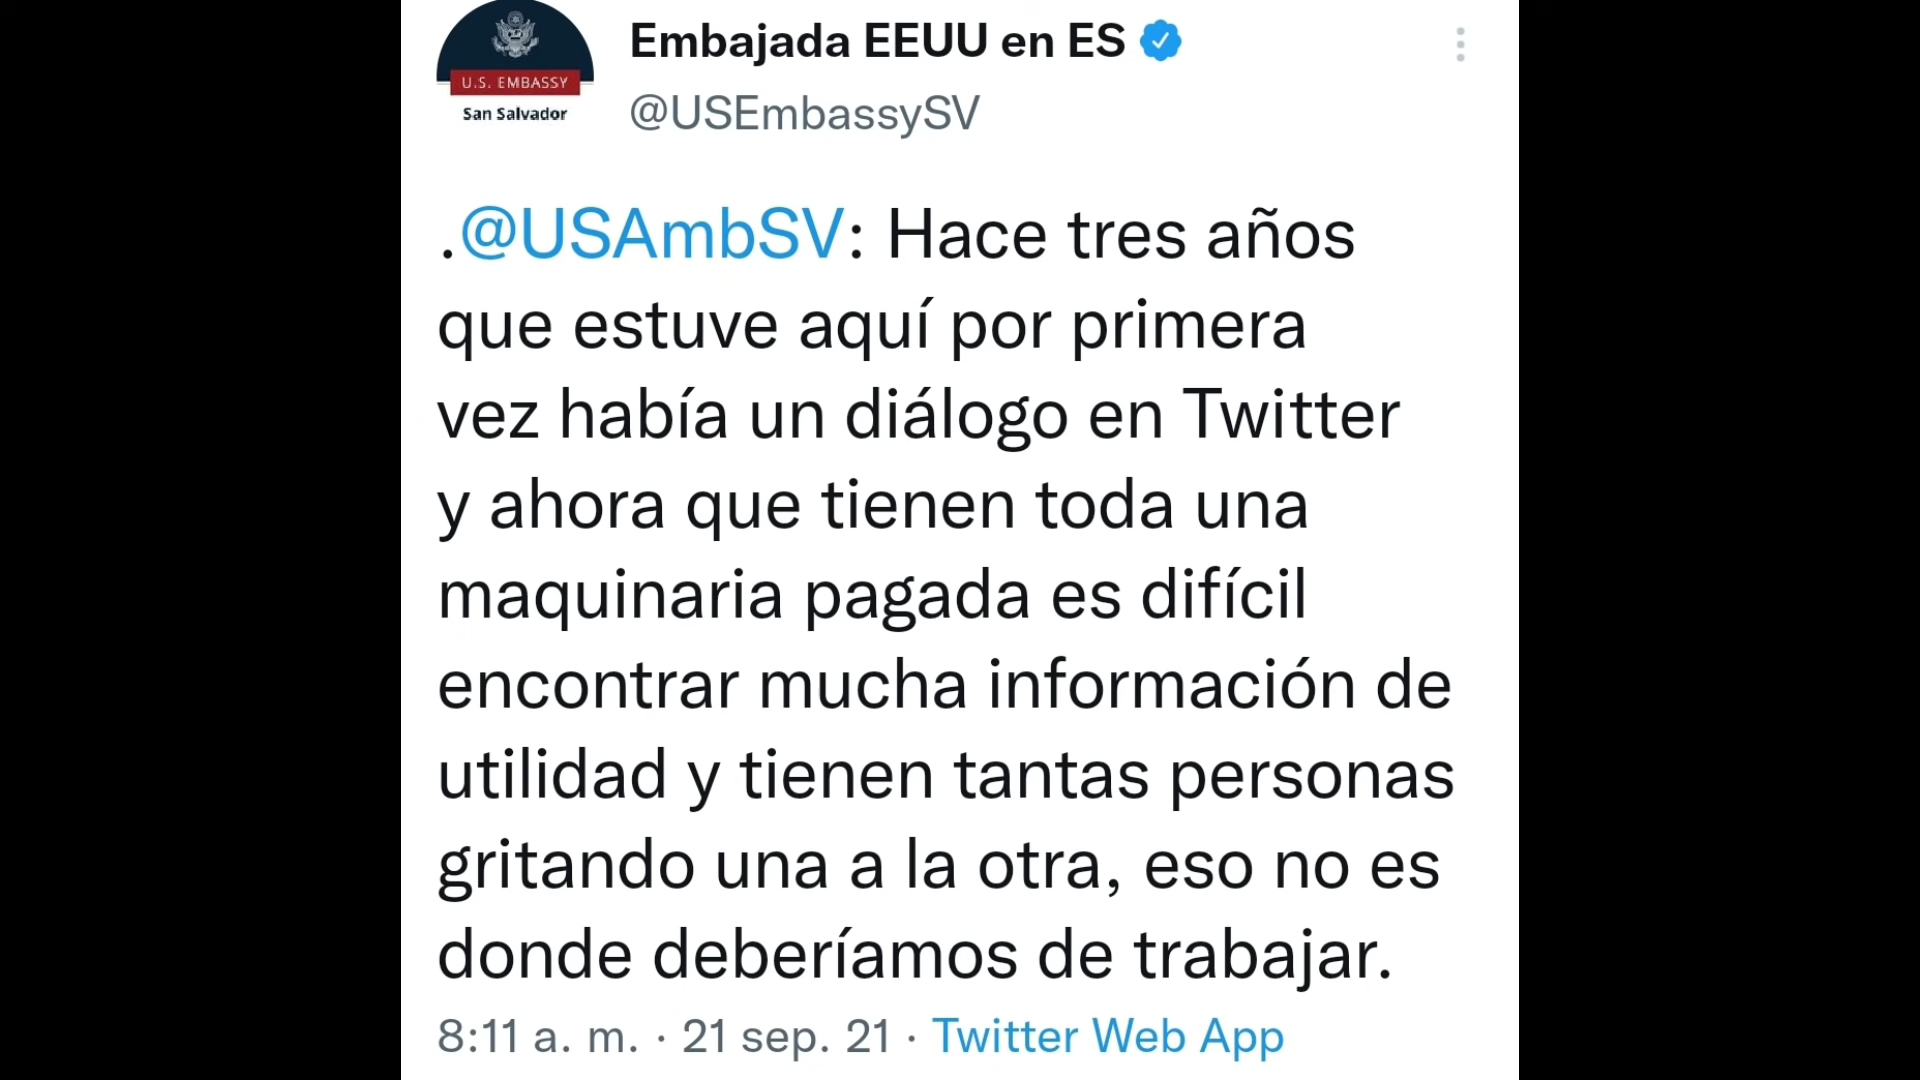 U.S. EMBASSY
San Salvador
Embajada EEUU en ES
@USEmbassySV
.@USAmbSV: Hace tres años
que estuve aquí por primera
vez había un diálogo en Twitter
y ahora que tienen toda una
maquinaria pagada es difícil
encontrar mucha información de
utilidad y tienen tantas personas
gritando una a la otra, eso no es
donde deberíamos de trabajar.
8:11 a. m. · 21 sep. 21 · Twitter Web App